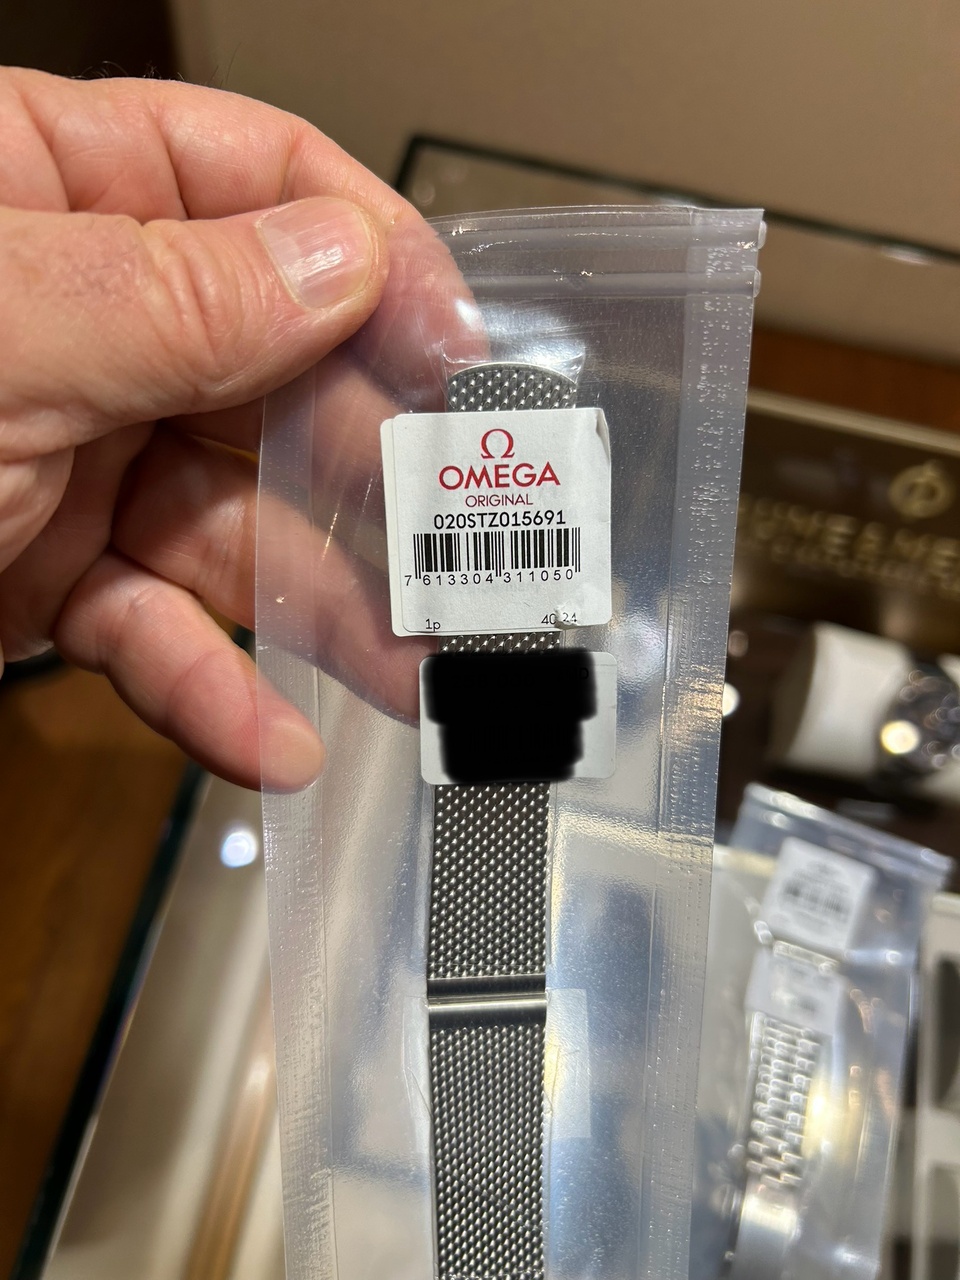 Ω
OMEGA
ORIGINAL
020STZ015691
7 613304 311050
1p 40 24